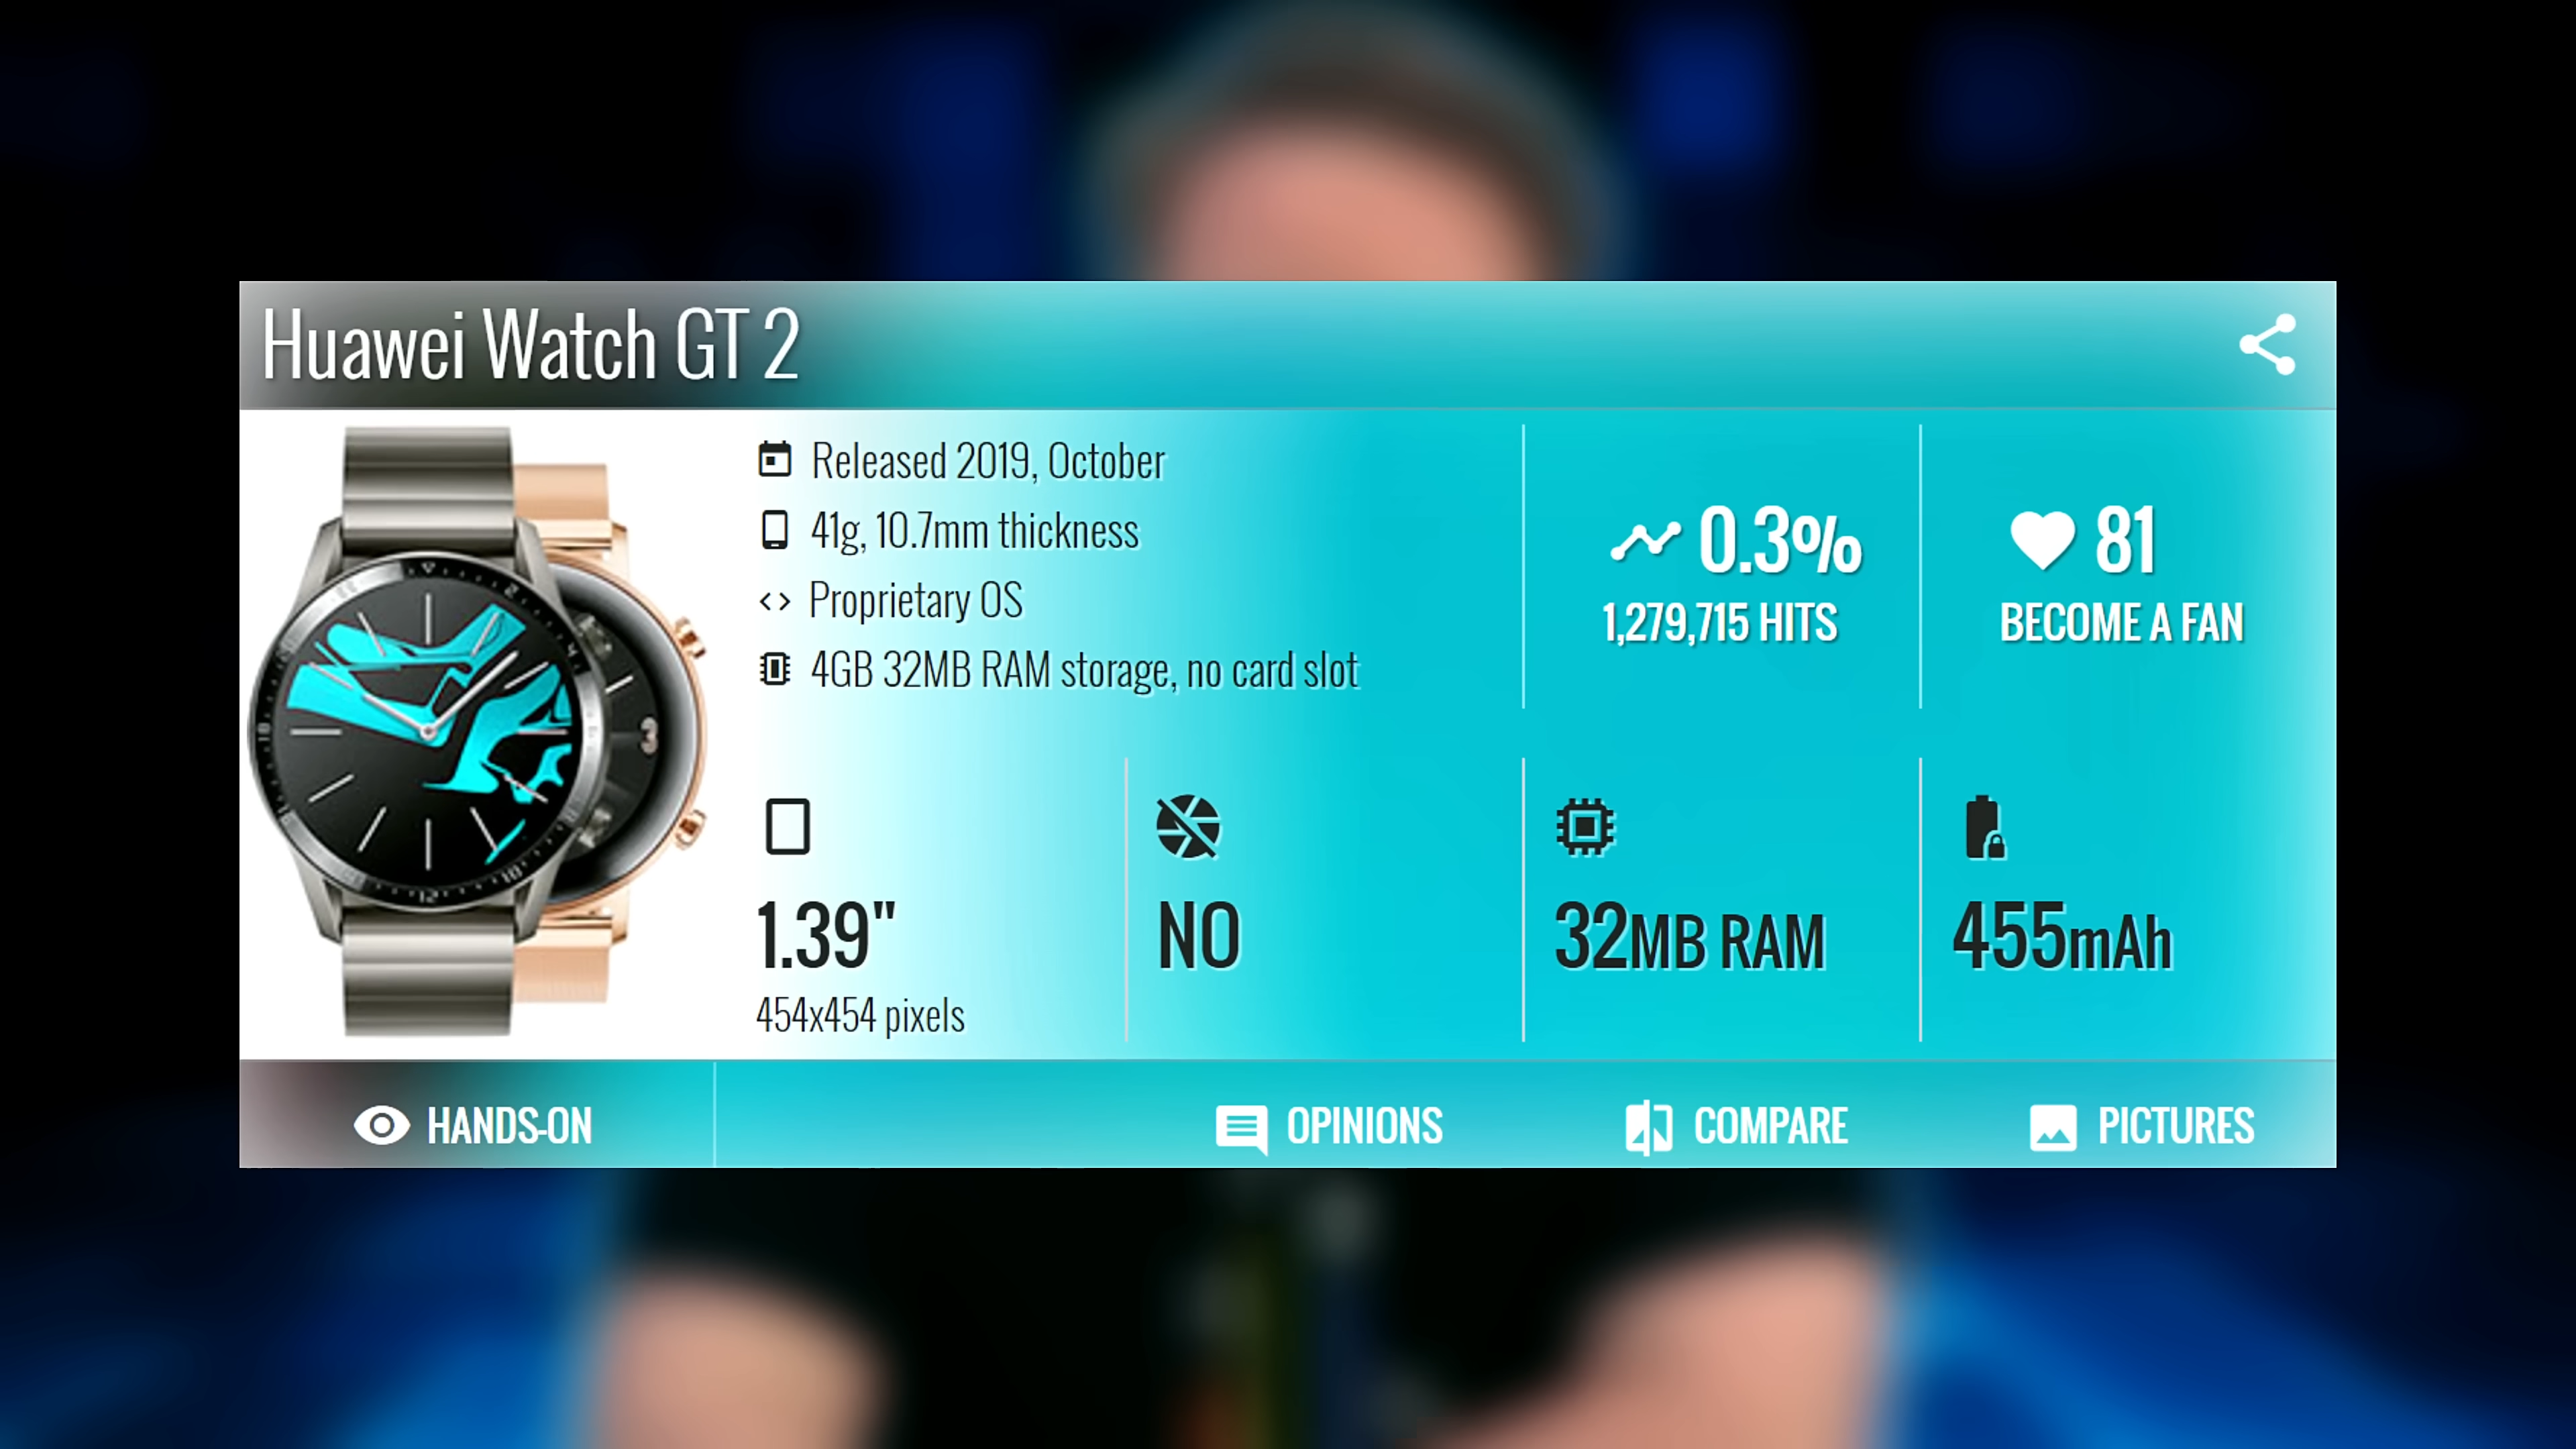 Huawei Watch GT 2
Released 2019, October
41g, 10.7mm thickness
Proprietary OS
4GB 32MB RAM storage, no card slot
0.3%
1,279,715 HITS
81
BECOME A FAN
3
1.39"
454x454 pixels
NO
32MB RAM
455mAh
HANDS-ON
OPINIONS
COMPARE
PICTURES